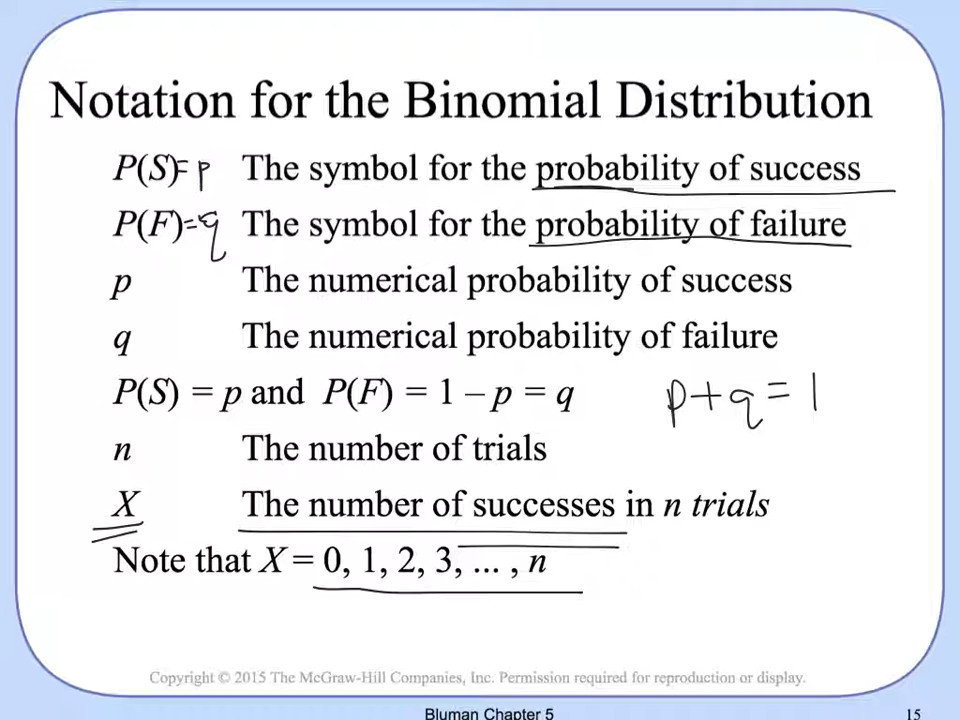 Notation for the Binomial Distribution
P(S)= p The symbol for the probability of success
P(F)=q The symbol for the probability of failure
p The numerical probability of success
q The numerical probability of failure
P(S) = p and P(F) = 1 – p = q p+q=1
n The number of trials
X The number of successes in n trials
Note that X = 0, 1, 2, 3, ... , n
Copyright © 2015 The McGraw-Hill Companies, Inc. Permission required for reproduction or display.
Bluman Chapter 5 15